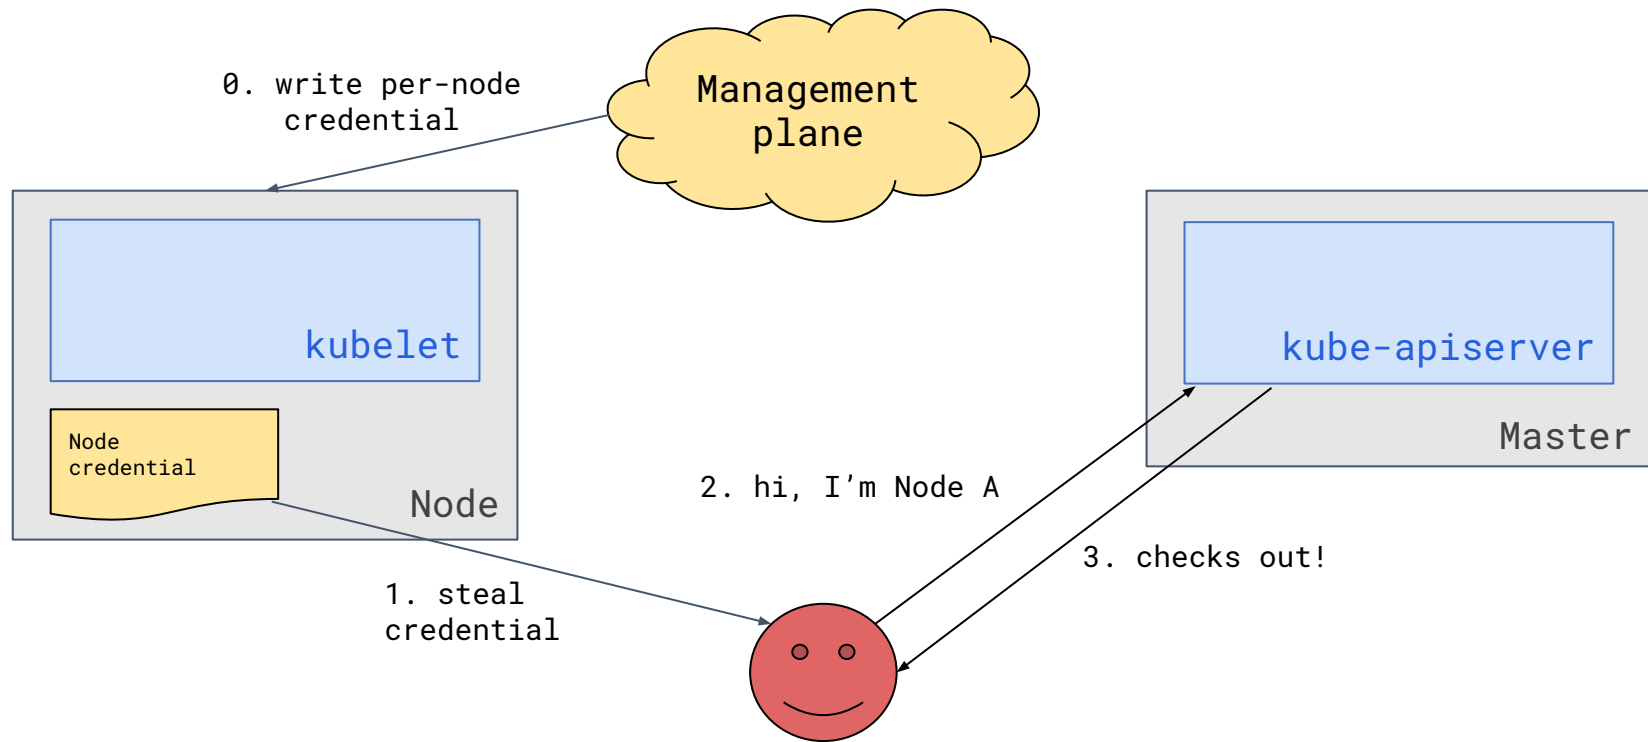 0. write per-node
credential
Management
plane
kubelet
Node
credential
Node
kube-apiserver
Master
2. hi, I’m Node A
3. checks out!
1. steal
credential